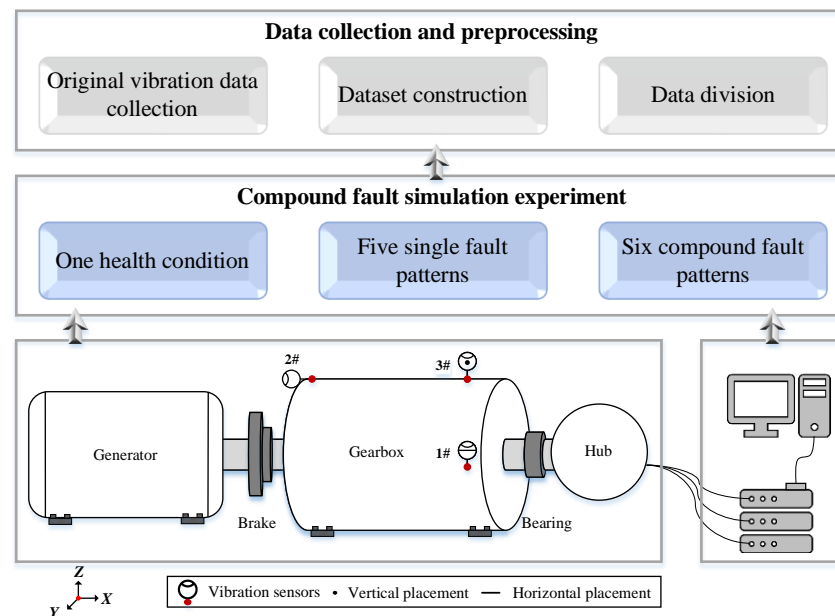 Data collection and preprocessing
Original vibration data
collection
Dataset construction
Data division
Compound fault simulation experiment
One health condition
Five single fault
patterns
Six compound fault
patterns
2#
3#
1#
Generator
Gearbox
Hub
Brake
Bearing
Z
X
Y
Vibration sensors
Vertical placement
Horizontal placement